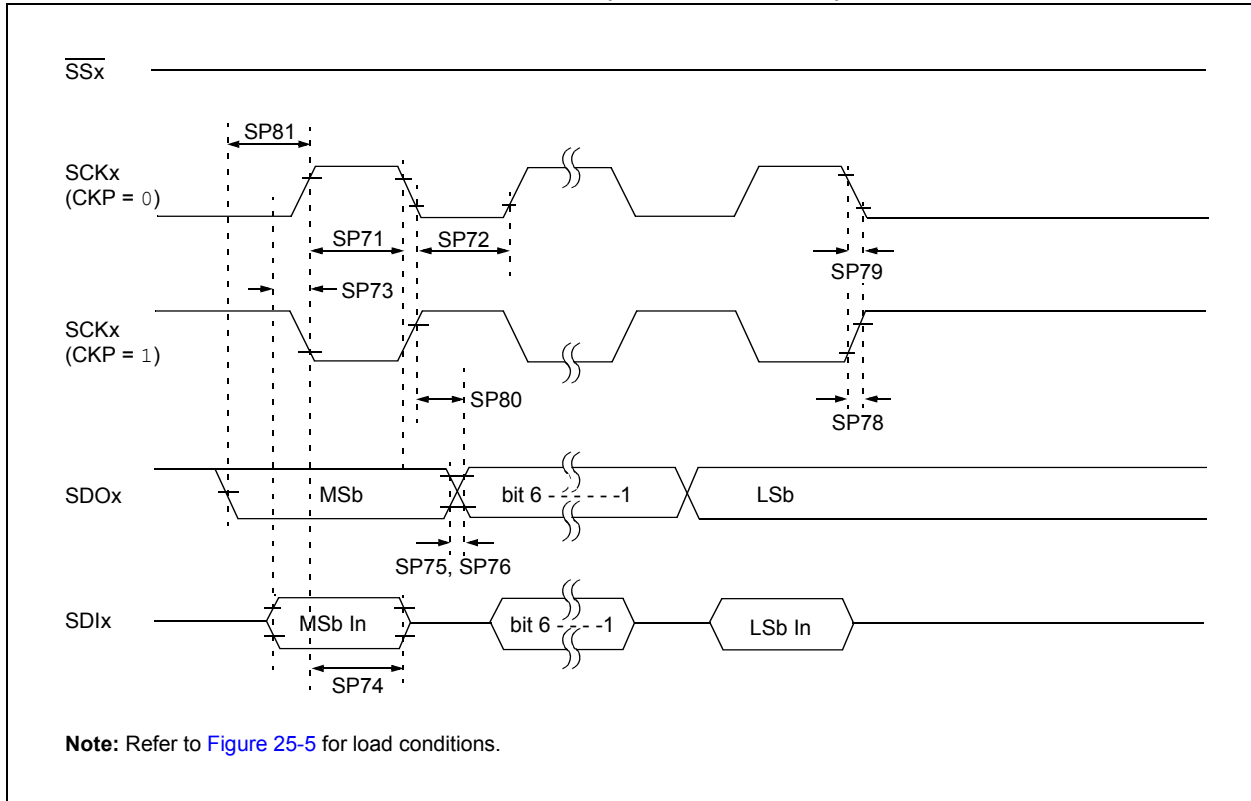 SSx
SP81
SCKx
(CKP = 0)
SP71
SP72
SP79
SP73
SCKx
(CKP = 1)
SP80
SP78
SDOx
MSb
bit 6 - - - - - -1
LSb
SP75, SP76
SDIx
MSb In
bit 6 - - - -1
LSb In
SP74
Note: Refer to Figure 25-5 for load conditions.